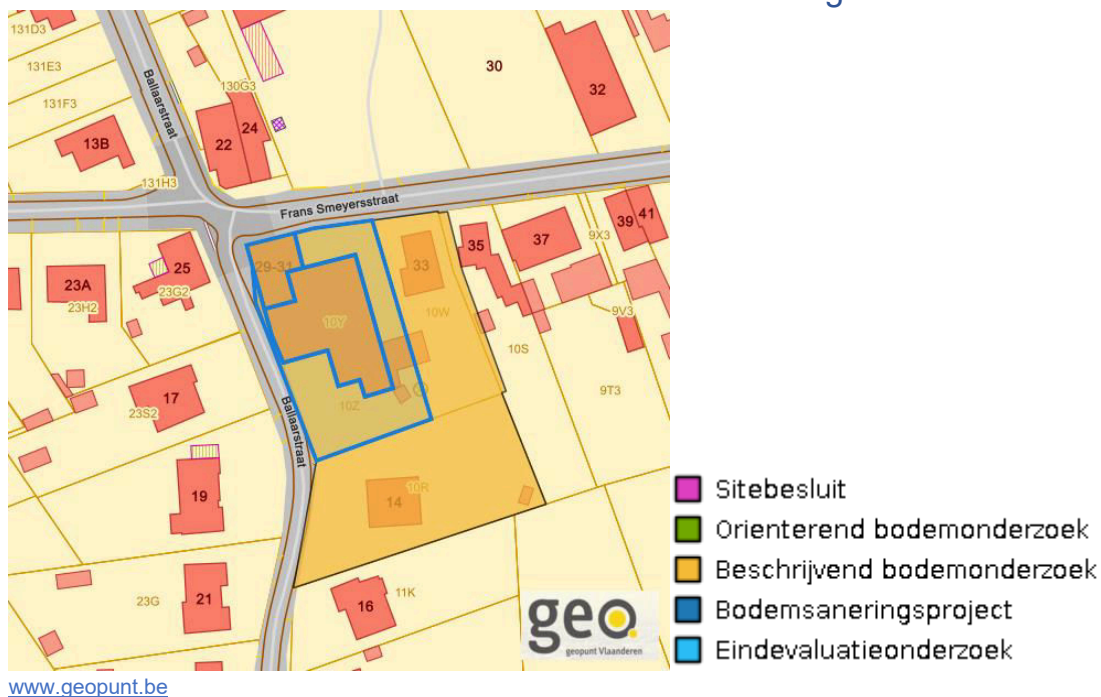 131D3
131E3
131F3
13B
131H3
Ballaarstraat
130G3
24
22
30
32
Frans Smeyersstraat
25
23G2
23A
23H2
29-31
33
35
37
39
41
9X3
10Y
10W
9V3
10S
9T3
10Z
17
23S2
Ballaarstraat
19
10R
14
23G
21
16
11K
geo
geopunt Vlaanderen
Sitebesluit
Orienterend bodemonderzoek
Beschrijvend bodemonderzoek
Bodemsaneringsproject
Eindevaluatieonderzoek
www.geopunt.be